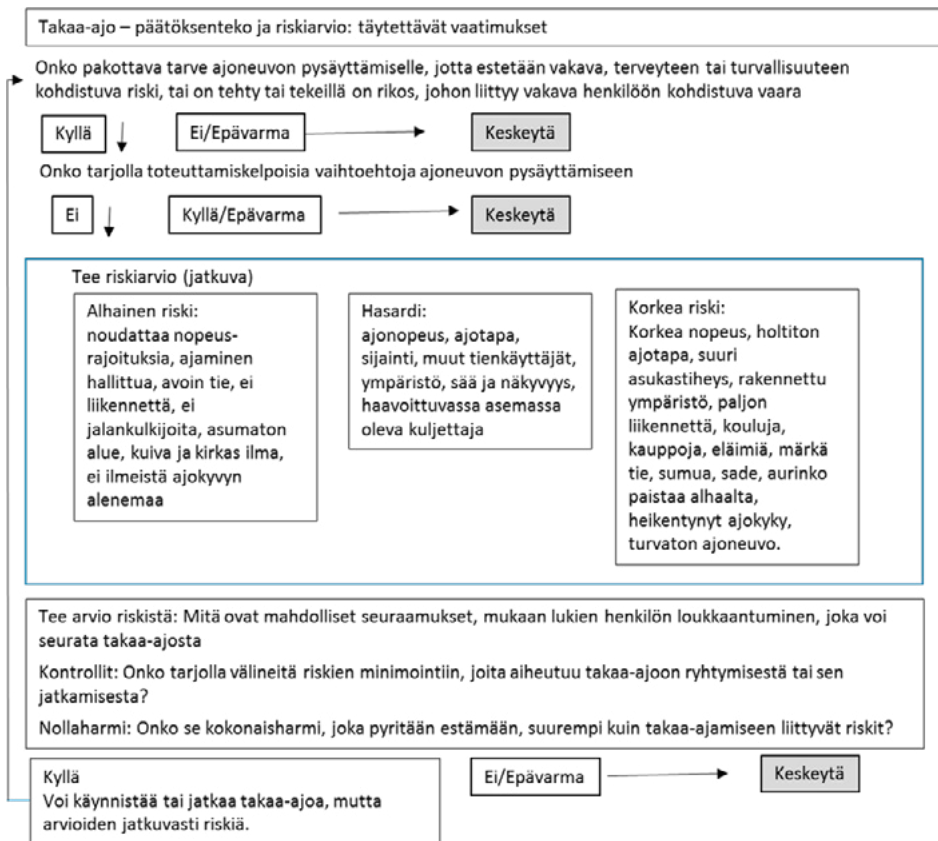 Takaa-ajo – päätöksenteko ja riskiarvio: täytettävät vaatimukset
Onko pakottava tarve ajoneuvon pysäyttämiselle, jotta estetään vakava, terveyteen tai turvallisuuteen
kohdistuva riski, tai on tehty tai tekeillä on rikos, johon liittyy vakava henkilöön kohdistuva vaara
Kyllä
Ei/Epävarma
Keskeytä
Onko tarjolla toteuttamiskelpoisia vaihtoehtoja ajoneuvon pysäyttämiseen
Ei
Kyllä/Epävarma
Keskeytä
Tee riskiarvio (jatkuva)
Alhainen riski:
noudattaa nopeus-
rajoituksia, ajaminen
hallittua, avoin tie, ei
liikennettä, ei
jalankulkijoita, asumaton
alue, kuiva ja kirkas ilma,
ei ilmeistä ajokyvyn
alenemaa
Hasardi:
ajonopeus, ajotapa,
sijainti, muut tienkäyttäjät,
ympäristö, sää ja näkyvyys,
haavoittuvassa asemassa
oleva kuljettaja
Korkea riski:
Korkea nopeus, holtiton
ajotapa, suuri
asukastiheys, rakennettu
ympäristö, paljon
liikennettä, kouluja,
kauppoja, eläimiä, märkä
tie, sumua, sade, aurinko
paistaa alhaalta,
heikentynyt ajokyky,
turvaton ajoneuvo.
Tee arvio riskistä: Mitä ovat mahdolliset seuraamukset, mukaan lukien henkilön loukkaantuminen, joka voi
seurata takaa-ajosta
Kontrollit: Onko tarjolla välineitä riskien minimointiin, joita aiheutuu takaa-ajoon ryhtymisestä tai sen
jatkamisesta?
Nollaharmi: Onko se kokonaisharmi, joka pyritään estämään, suurempi kuin takaa-ajamiseen liittyvät riskit?
Kyllä
Voi käynnistää tai jatkaa takaa-ajoa, mutta
arvioiden jatkuvasti riskiä.
Ei/Epävarma
Keskeytä